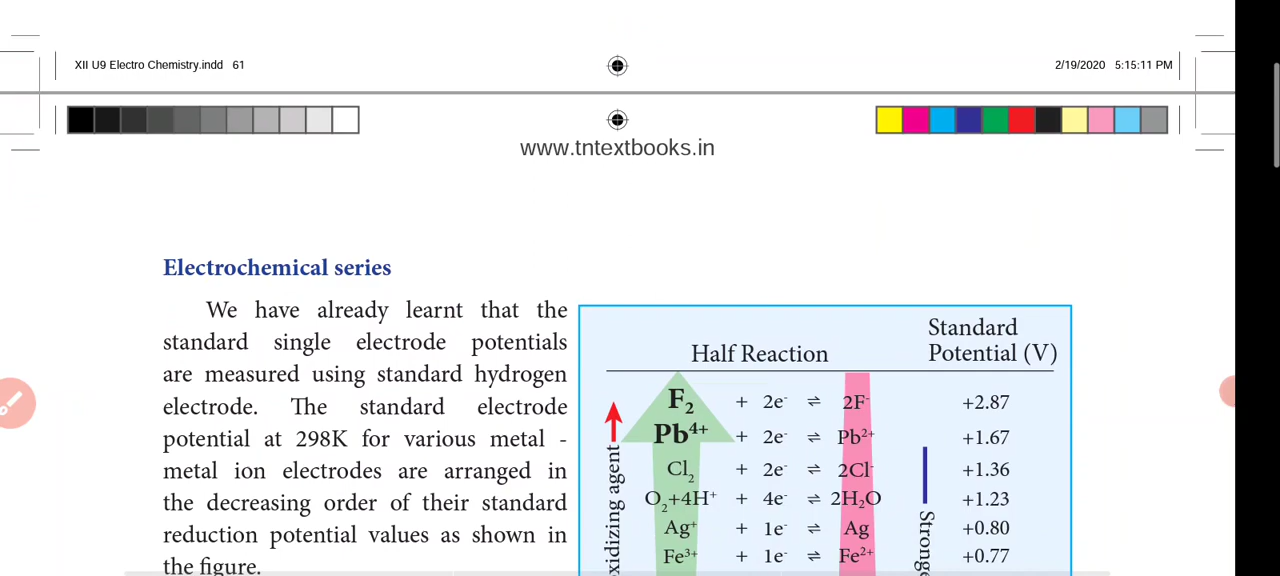 XII U9 Electro Chemistry.indd 61
2/19/2020 5:15:11 PM
www.tntextbooks.in
Electrochemical series
We have already learnt that the
standard single electrode potentials
are measured using standard hydrogen
electrode. The standard electrode
potential at 298K for various metal -
metal ion electrodes are arranged in
the decreasing order of their standard
reduction potential values as shown in
the figure.
Half Reaction
Standard
Potential (V)
F₂ + 2e⁻ ⇌ 2F⁻ +2.87
Pb⁴⁺ + 2e⁻ ⇌ Pb²⁺ +1.67
Cl₂ + 2e⁻ ⇌ 2Cl⁻ +1.36
O₂+4H⁺ + 4e⁻ ⇌ 2H₂O +1.23
Ag⁺ + 1e⁻ ⇌ Ag +0.80
Fe³⁺ + 1e⁻ ⇌ Fe²⁺ +0.77
xidizing agent
Stronge